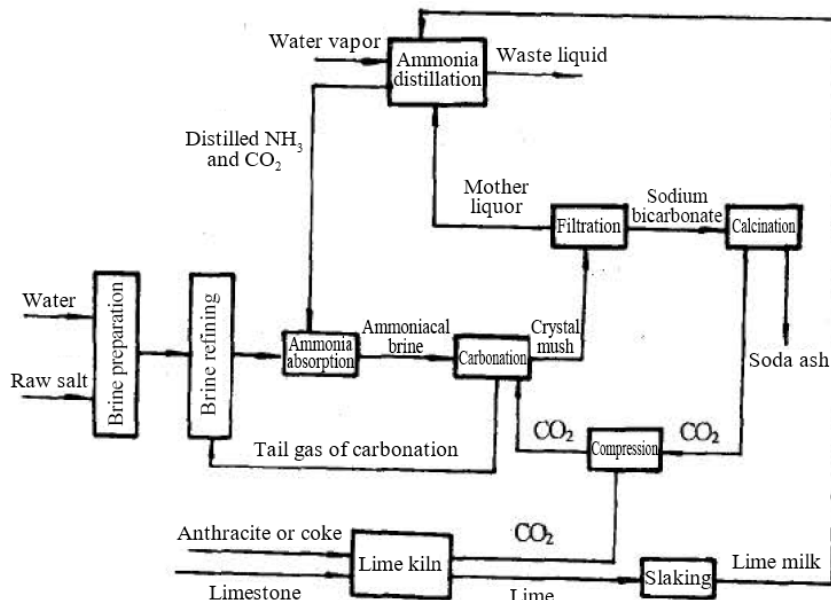 Water vapor
Ammonia
distillation
Waste liquid
Distilled NH₃
and CO₂
Mother
liquor
Filtration
Sodium
bicarbonate
Calcination
Water
Raw salt
Brine preparation
Brine refining
Ammonia
absorption
Ammoniacal
brine
Carbonation
Crystal
mush
Soda ash
Tail gas of carbonation
CO₂
Compression
CO₂
Anthracite or coke
Limestone
Lime kiln
CO₂
Lime
Slaking
Lime milk